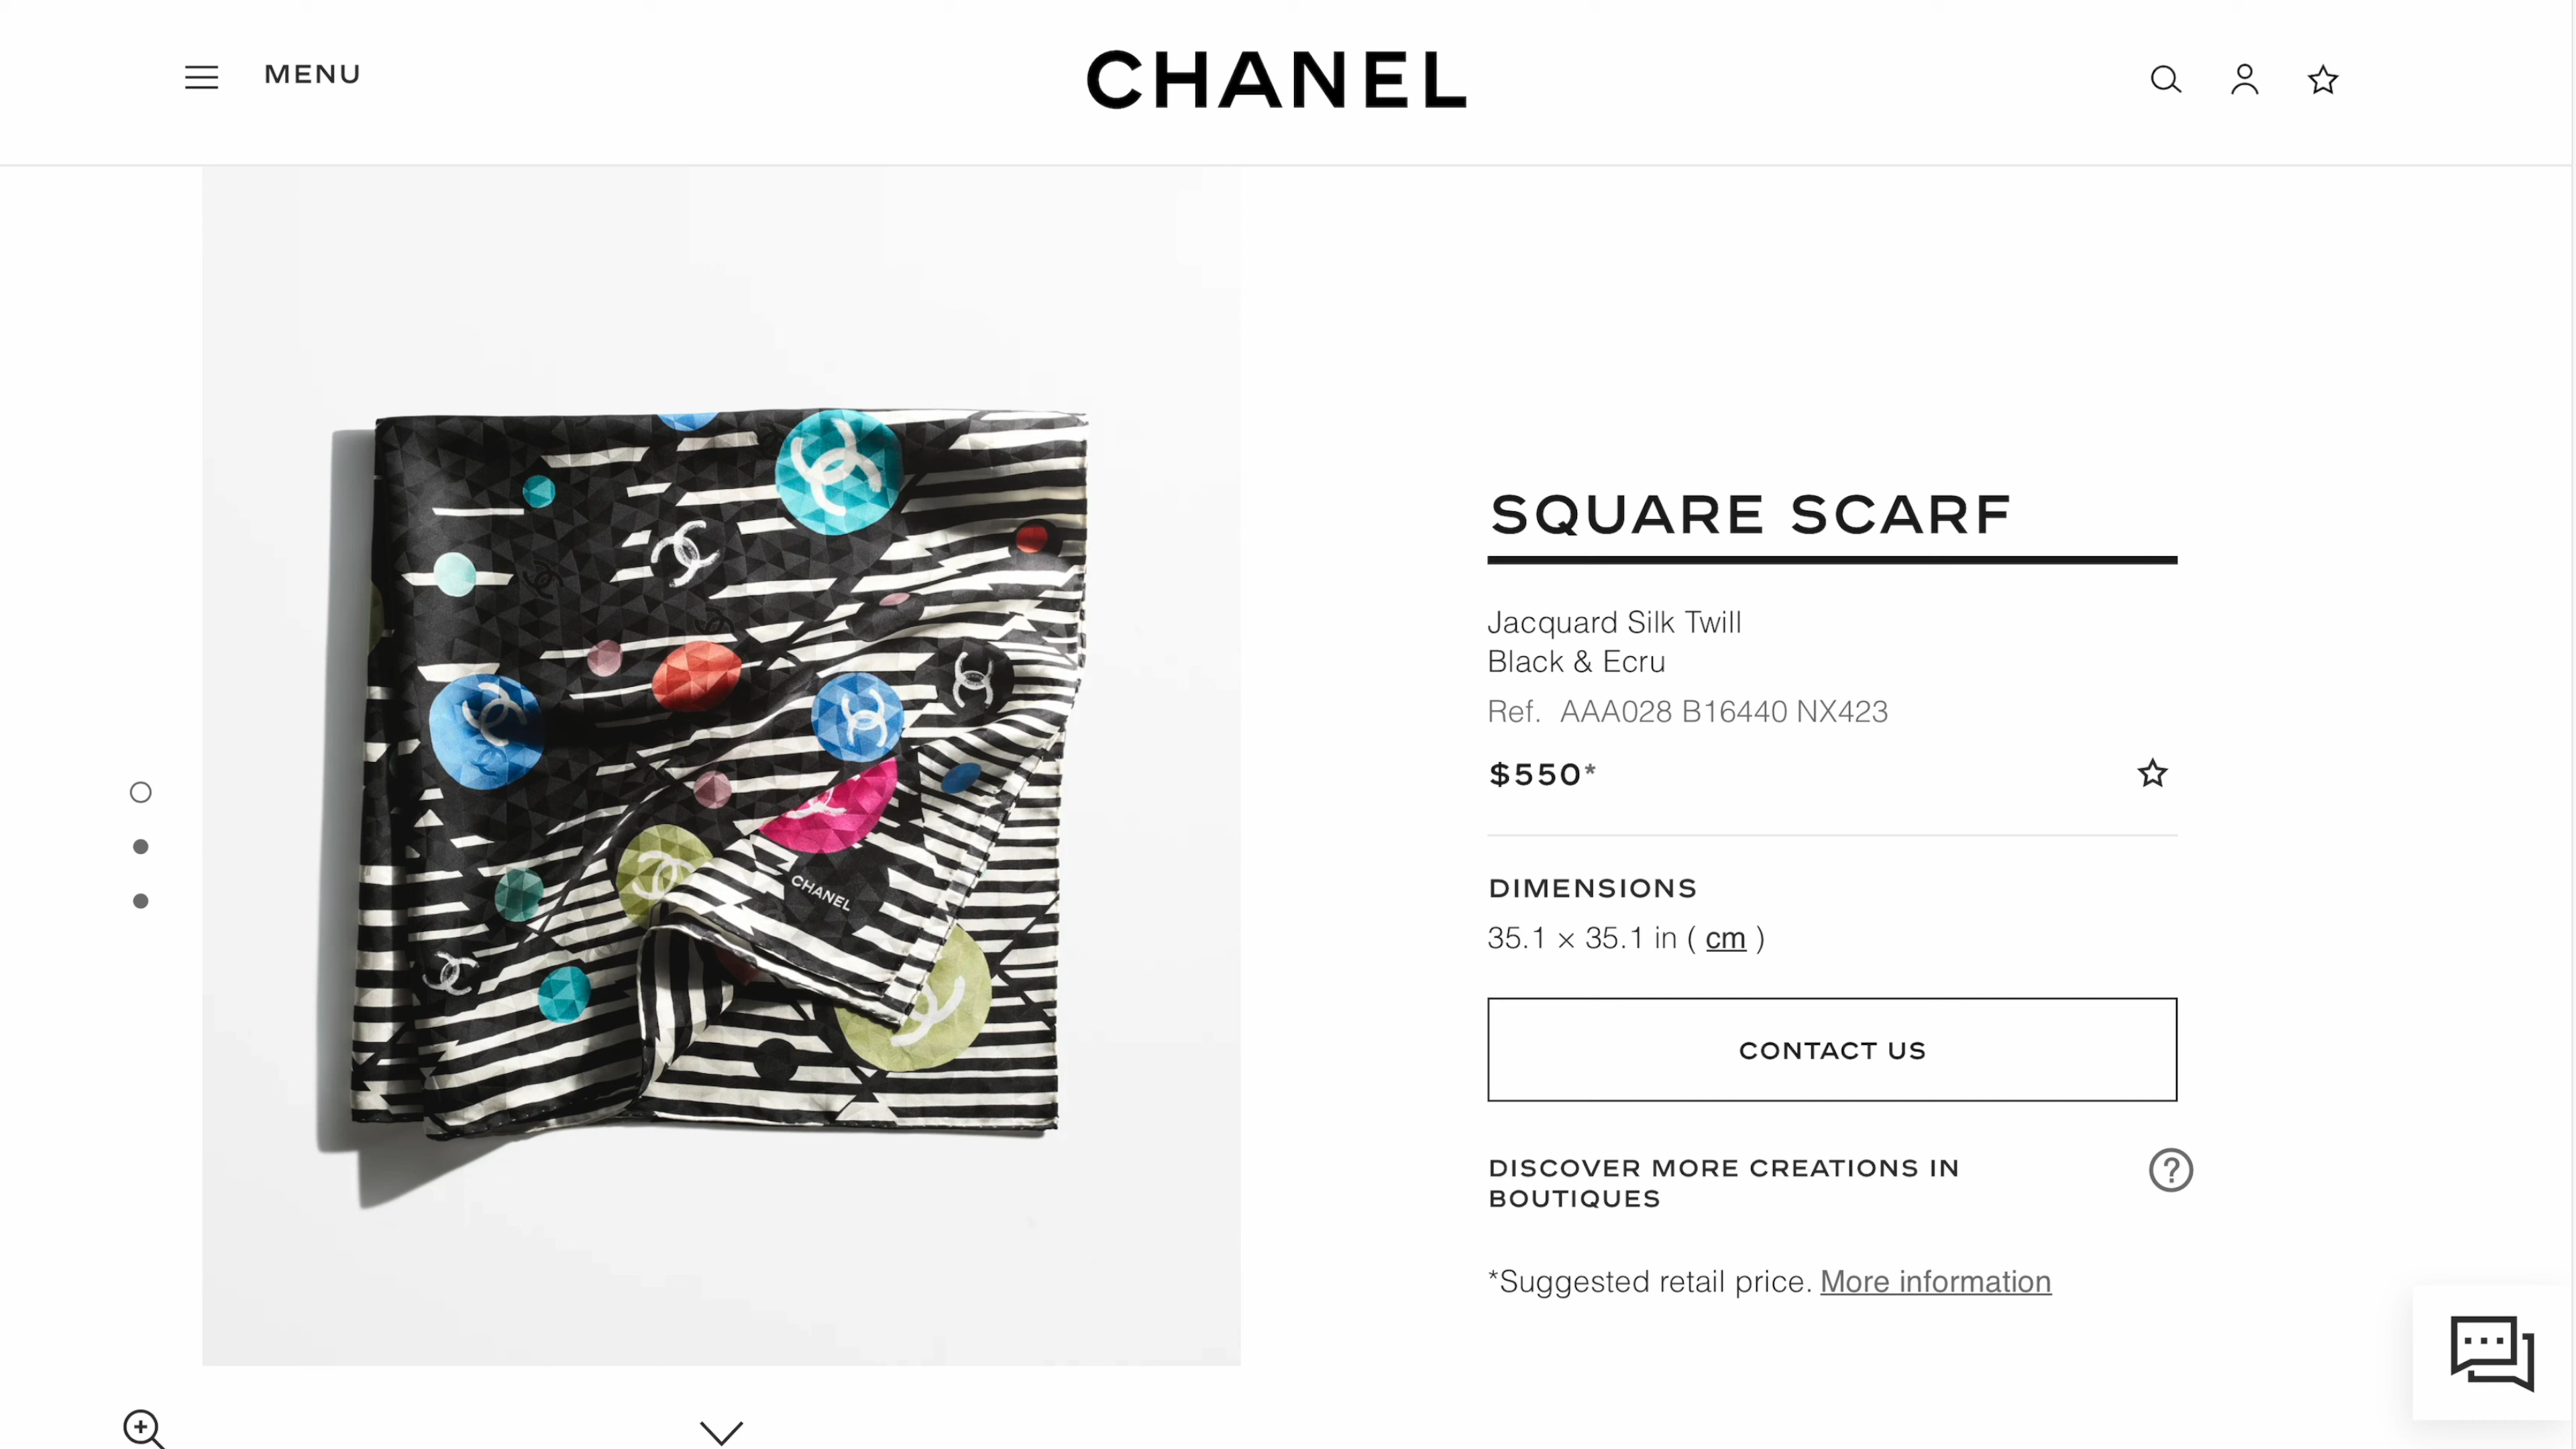 MENU
CHANEL
CHANEL
SQUARE SCARF
Jacquard Silk Twill
Black & Ecru
Ref. AAA028 B16440 NX423
$550*
DIMENSIONS
35.1 × 35.1 in ( cm )
CONTACT US
DISCOVER MORE CREATIONS IN
BOUTIQUES
?
*Suggested retail price. More information